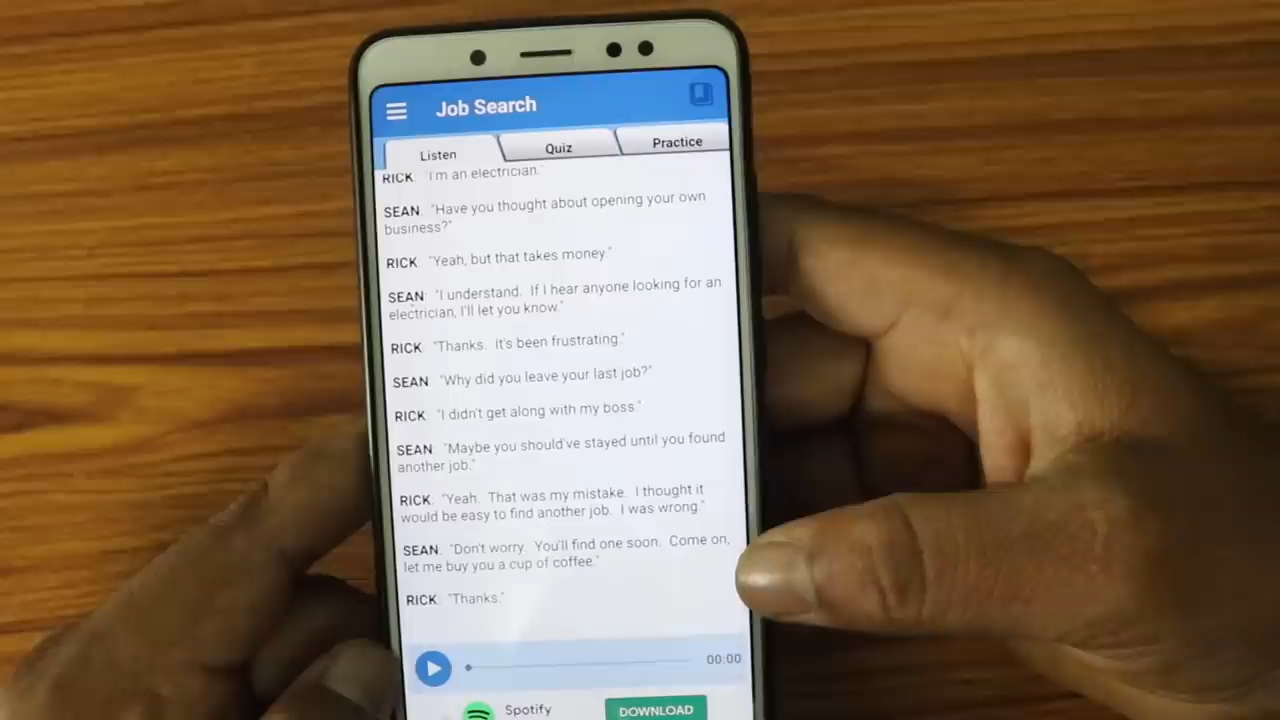 Job Search
Listen
Quiz
Practice
RICK: "I'm an electrician."
SEAN: "Have you thought about opening your own
business?"
RICK: "Yeah, but that takes money."
SEAN: "I understand. If I hear anyone looking for an
electrician, I'll let you know."
RICK: "Thanks. It's been frustrating."
SEAN: "Why did you leave your last job?"
RICK: "I didn't get along with my boss."
SEAN: "Maybe you should've stayed until you found
another job."
RICK: "Yeah. That was my mistake. I thought it
would be easy to find another job. I was wrong."
SEAN: "Don't worry. You'll find one soon. Come on,
let me buy you a cup of coffee."
RICK: "Thanks."
00:00
Spotify
DOWNLOAD